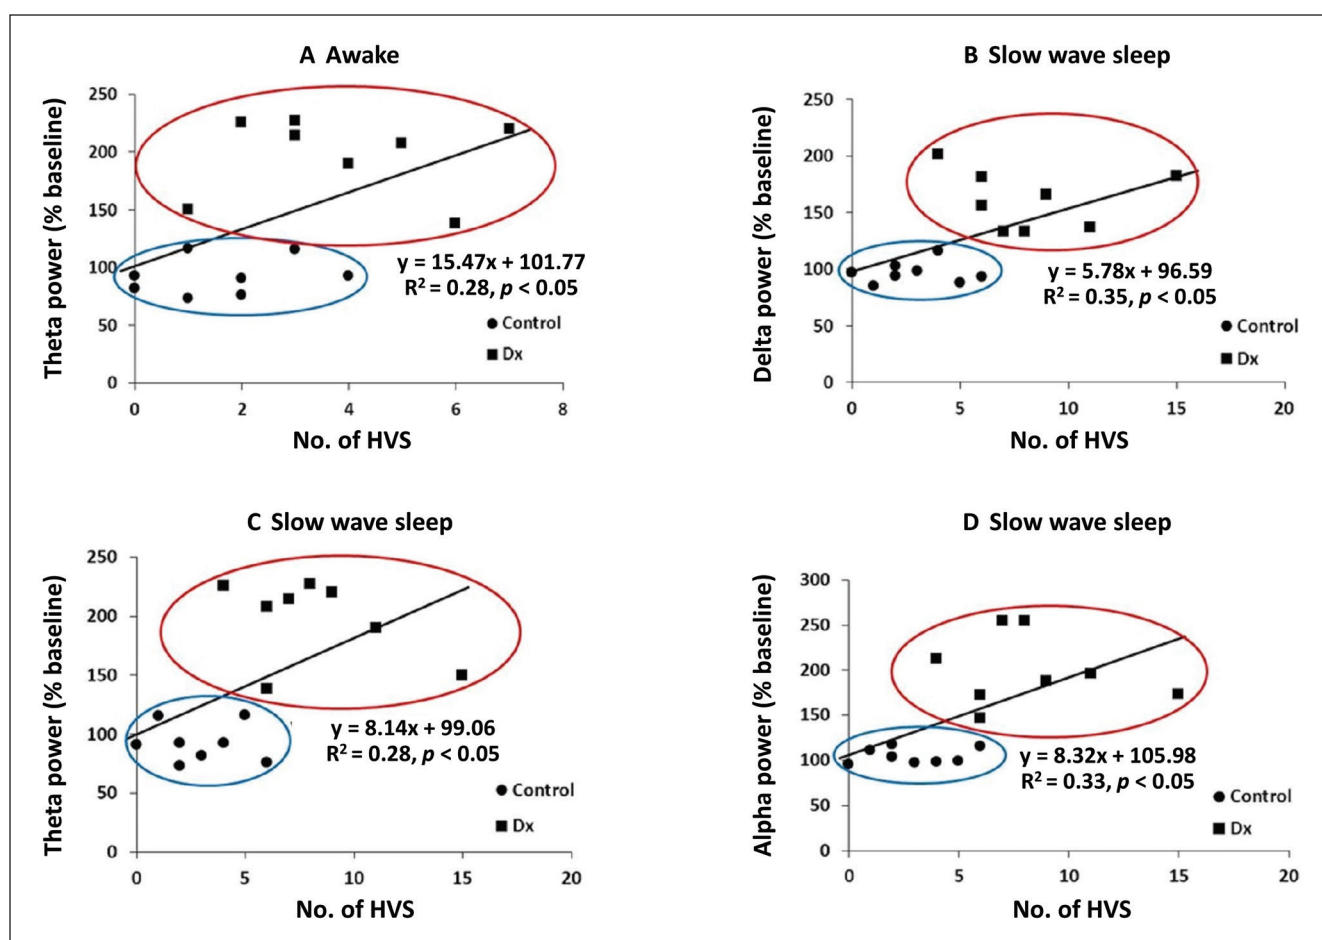 A Awake
Theta power (% baseline)
250
200
150
100
50
0
0 2 4 6 8
No. of HVS
y = 15.47x + 101.77
R² = 0.28, p < 0.05
Control
Dx
B Slow wave sleep
Delta power (% baseline)
250
200
150
100
50
0
0 5 10 15 20
No. of HVS
y = 5.78x + 96.59
R² = 0.35, p < 0.05
Control
Dx
C Slow wave sleep
Theta power (% baseline)
250
200
150
100
50
0
0 5 10 15 20
No. of HVS
y = 8.14x + 99.06
R² = 0.28, p < 0.05
Control
Dx
D Slow wave sleep
Alpha power (% baseline)
300
250
200
150
100
50
0
0 5 10 15 20
No. of HVS
y = 8.32x + 105.98
R² = 0.33, p < 0.05
Control
Dx